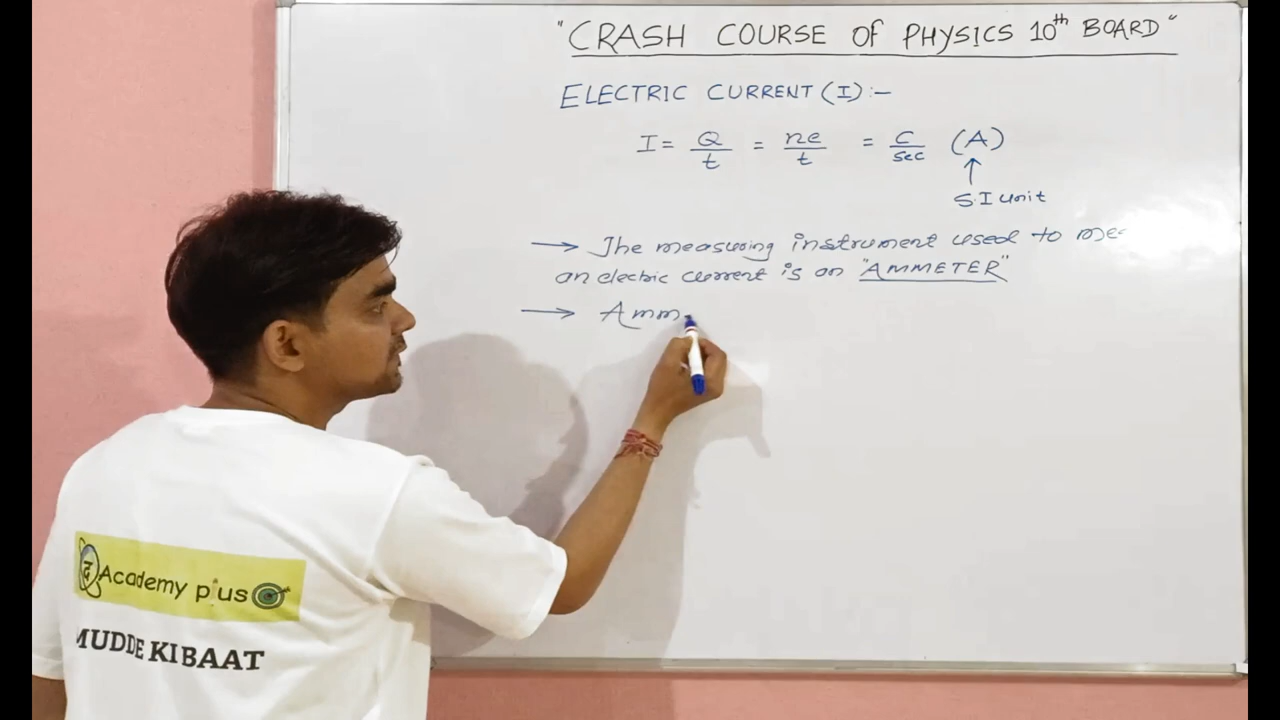 "CRASH COURSE OF PHYSICS 10th BOARD"
ELECTRIC CURRENT (I) :-
I = Q/t = ne/t = C/sec (A)
↑
S.I unit
→ The measuring instrument used to me
an electric current is an "AMMETER"
→ Amm
द Academy plus
MUDDE KI BAAT